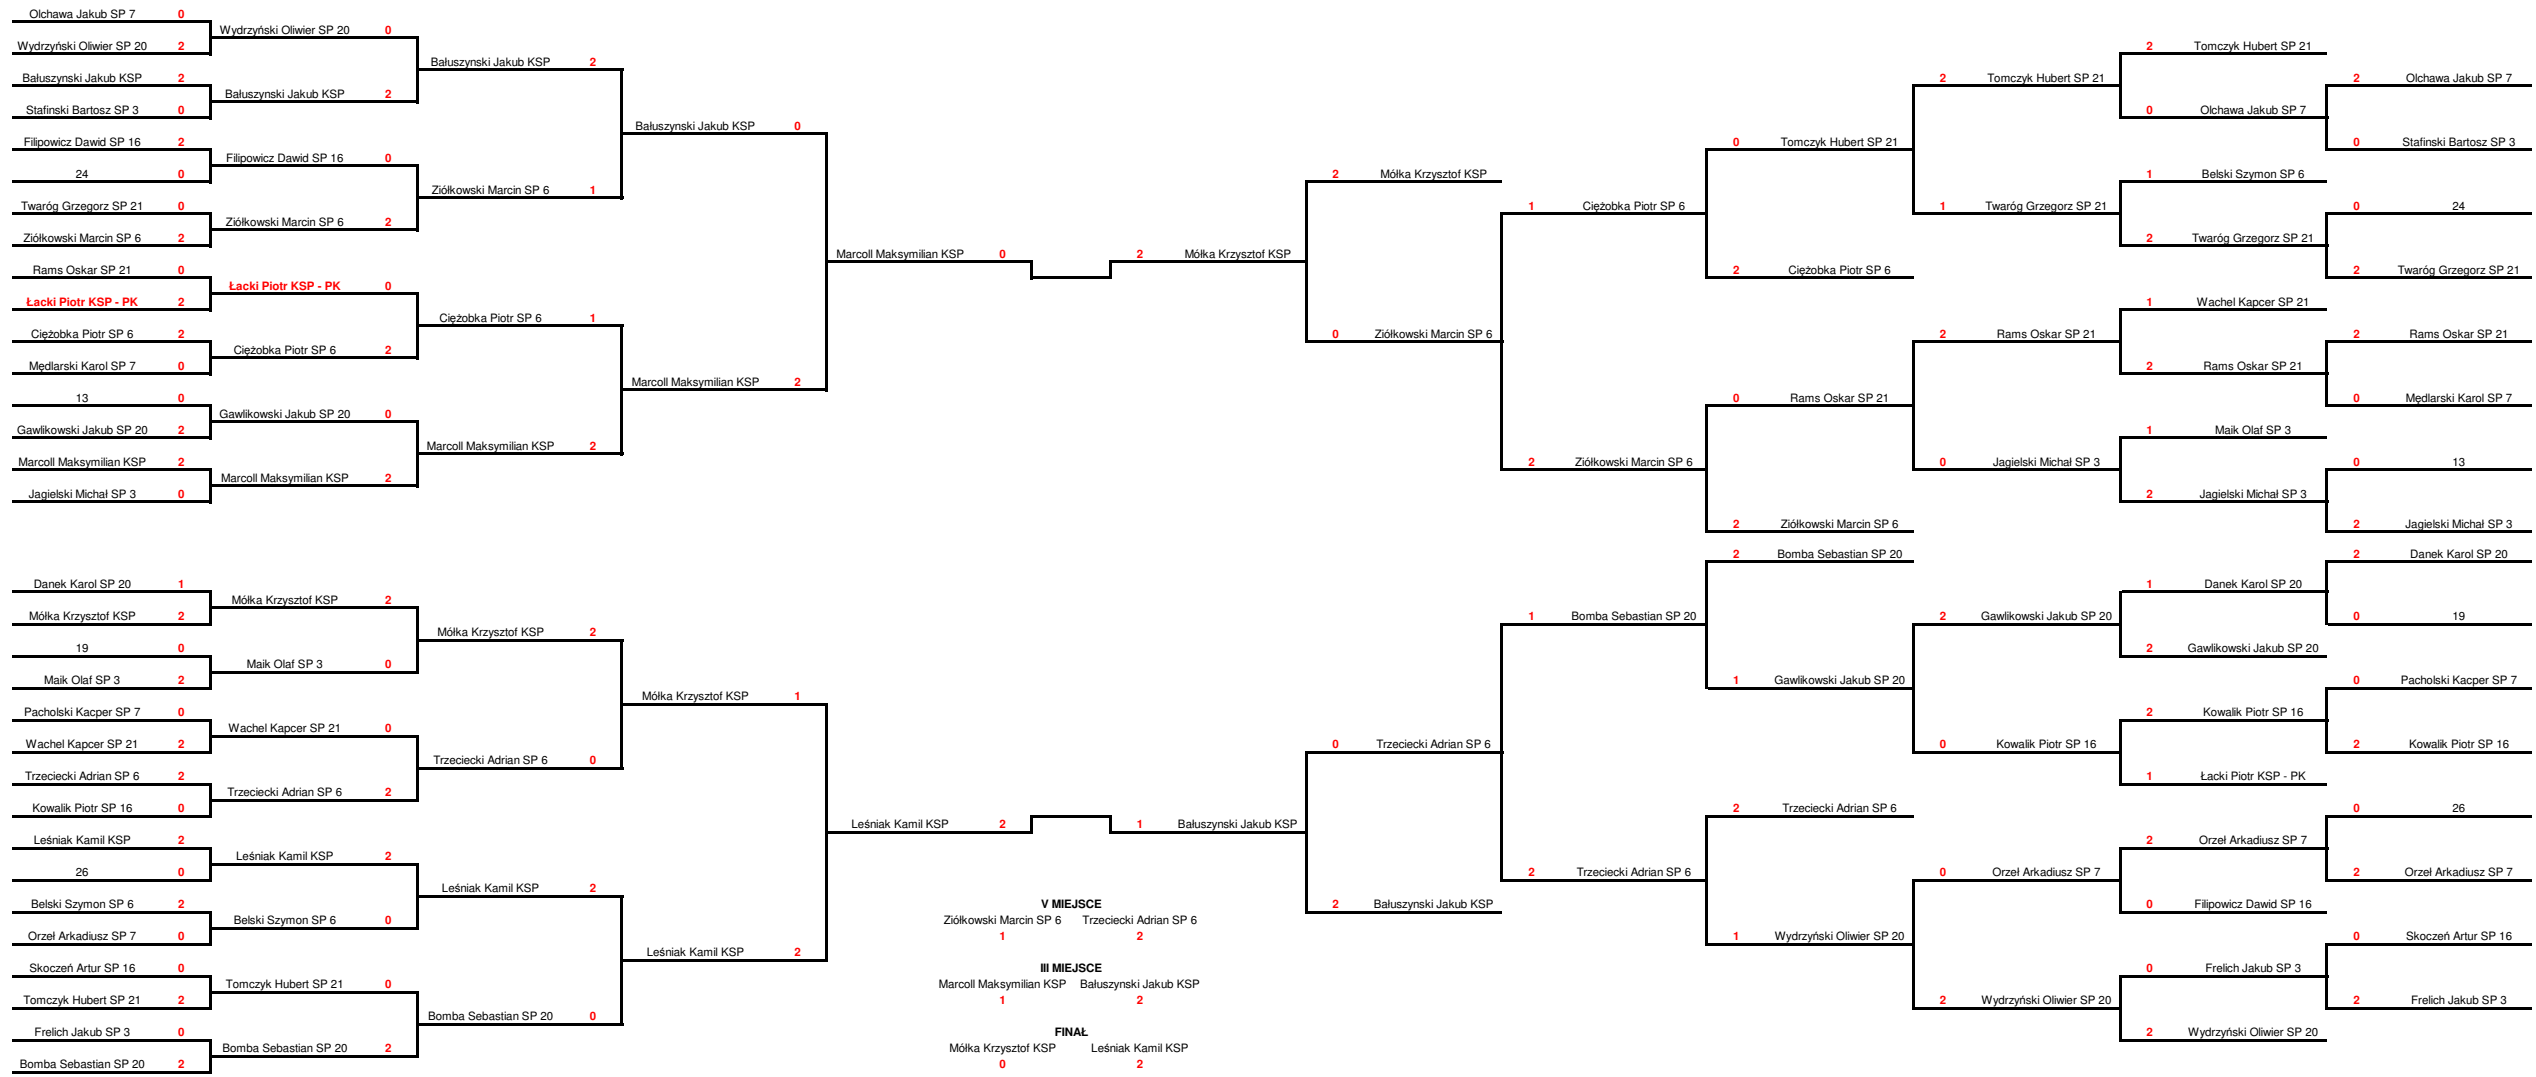 Olchawa Jakub SP 7 0
Wydrzyński Oliwier SP 20 2
Bałuszynski Jakub KSP 2
Stafinski Bartosz SP 3 0
Filipowicz Dawid SP 16 2
24 0
Twaróg Grzegorz SP 21 0
Ziółkowski Marcin SP 6 2
Rams Oskar SP 21 0
Łacki Piotr KSP - PK 2
Ciężobka Piotr SP 6 2
Mędlarski Karol SP 7 0
13 0
Gawlikowski Jakub SP 20 2
Marcoll Maksymilian KSP 2
Jagielski Michał SP 3 0
Danek Karol SP 20 1
Mółka Krzysztof KSP 2
19 0
Maik Olaf SP 3 2
Pacholski Kacper SP 7 0
Wachel Kapcer SP 21 2
Trzeciecki Adrian SP 6 2
Kowalik Piotr SP 16 0
Leśniak Kamil KSP 2
26 0
Belski Szymon SP 6 2
Orzeł Arkadiusz SP 7 0
Skoczeń Artur SP 16 0
Tomczyk Hubert SP 21 2
Frelich Jakub SP 3 0
Bomba Sebastian SP 20 2
Wydrzyński Oliwier SP 20 0
Bałuszynski Jakub KSP 2
Filipowicz Dawid SP 16 0
Ziółkowski Marcin SP 6 2
Łacki Piotr KSP - PK 0
Ciężobka Piotr SP 6 2
Gawlikowski Jakub SP 20 0
Marcoll Maksymilian KSP 2
Mółka Krzysztof KSP 2
Maik Olaf SP 3 0
Wachel Kapcer SP 21 0
Trzeciecki Adrian SP 6 2
Leśniak Kamil KSP 2
Belski Szymon SP 6 0
Tomczyk Hubert SP 21 0
Bomba Sebastian SP 20 2
Bałuszynski Jakub KSP 2
Ziółkowski Marcin SP 6 1
Ciężobka Piotr SP 6 1
Marcoll Maksymilian KSP 2
Mółka Krzysztof KSP 2
Trzeciecki Adrian SP 6 0
Leśniak Kamil KSP 2
Bomba Sebastian SP 20 0
Bałuszynski Jakub KSP 0
Marcoll Maksymilian KSP 2
Mółka Krzysztof KSP 1
Leśniak Kamil KSP 2
Marcoll Maksymilian KSP 0
Leśniak Kamil KSP 2
V MIEJSCE
Ziółkowski Marcin SP 6 Trzeciecki Adrian SP 6
1 2
III MIEJSCE
Marcoll Maksymilian KSP Bałuszynski Jakub KSP
1 2
FINAŁ
Mółka Krzysztof KSP Leśniak Kamil KSP
0 2
2 Mółka Krzysztof KSP
1 Bałuszynski Jakub KSP
2 Mółka Krzysztof KSP
0 Ziółkowski Marcin SP 6
0 Trzeciecki Adrian SP 6
2 Bałuszynski Jakub KSP
1 Ciężobka Piotr SP 6
2 Ziółkowski Marcin SP 6
1 Bomba Sebastian SP 20
2 Trzeciecki Adrian SP 6
0 Tomczyk Hubert SP 21
2 Ciężobka Piotr SP 6
0 Rams Oskar SP 21
2 Ziółkowski Marcin SP 6
2 Bomba Sebastian SP 20
1 Gawlikowski Jakub SP 20
2 Trzeciecki Adrian SP 6
1 Wydrzyński Oliwier SP 20
2 Tomczyk Hubert SP 21
1 Twaróg Grzegorz SP 21
2 Rams Oskar SP 21
0 Jagielski Michał SP 3
2 Gawlikowski Jakub SP 20
0 Kowalik Piotr SP 16
0 Orzeł Arkadiusz SP 7
2 Wydrzyński Oliwier SP 20
2 Tomczyk Hubert SP 21
0 Olchawa Jakub SP 7
1 Belski Szymon SP 6
2 Twaróg Grzegorz SP 21
1 Wachel Kapcer SP 21
2 Rams Oskar SP 21
1 Maik Olaf SP 3
2 Jagielski Michał SP 3
1 Danek Karol SP 20
2 Gawlikowski Jakub SP 20
2 Kowalik Piotr SP 16
1 Łacki Piotr KSP - PK
2 Orzeł Arkadiusz SP 7
0 Filipowicz Dawid SP 16
0 Frelich Jakub SP 3
2 Wydrzyński Oliwier SP 20
2 Olchawa Jakub SP 7
0 Stafinski Bartosz SP 3
0 24
2 Twaróg Grzegorz SP 21
2 Rams Oskar SP 21
0 Mędlarski Karol SP 7
0 13
2 Jagielski Michał SP 3
2 Danek Karol SP 20
0 19
0 Pacholski Kacper SP 7
2 Kowalik Piotr SP 16
0 26
2 Orzeł Arkadiusz SP 7
0 Skoczeń Artur SP 16
2 Frelich Jakub SP 3